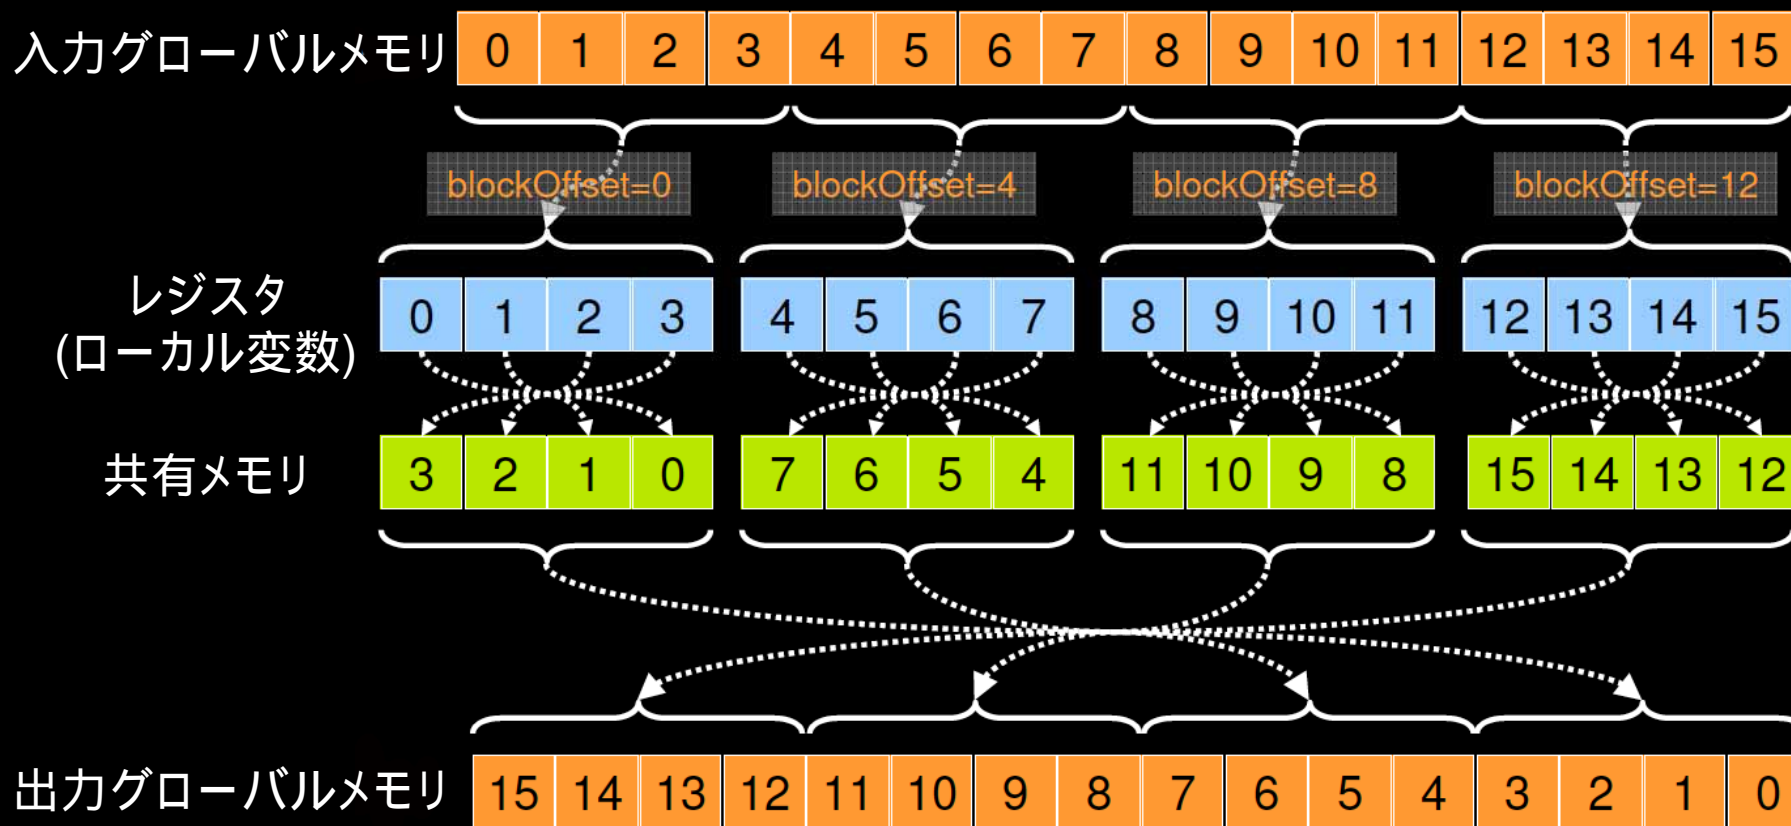 入力グローバルメモリ 0 1 2 3 4 5 6 7 8 9 10 11 12 13 14 15
blockOffset=0 blockOffset=4 blockOffset=8 blockOffset=12
レジスタ
(ローカル変数) 0 1 2 3 4 5 6 7 8 9 10 11 12 13 14 15
共有メモリ 3 2 1 0 7 6 5 4 11 10 9 8 15 14 13 12
出力グローバルメモリ 15 14 13 12 11 10 9 8 7 6 5 4 3 2 1 0